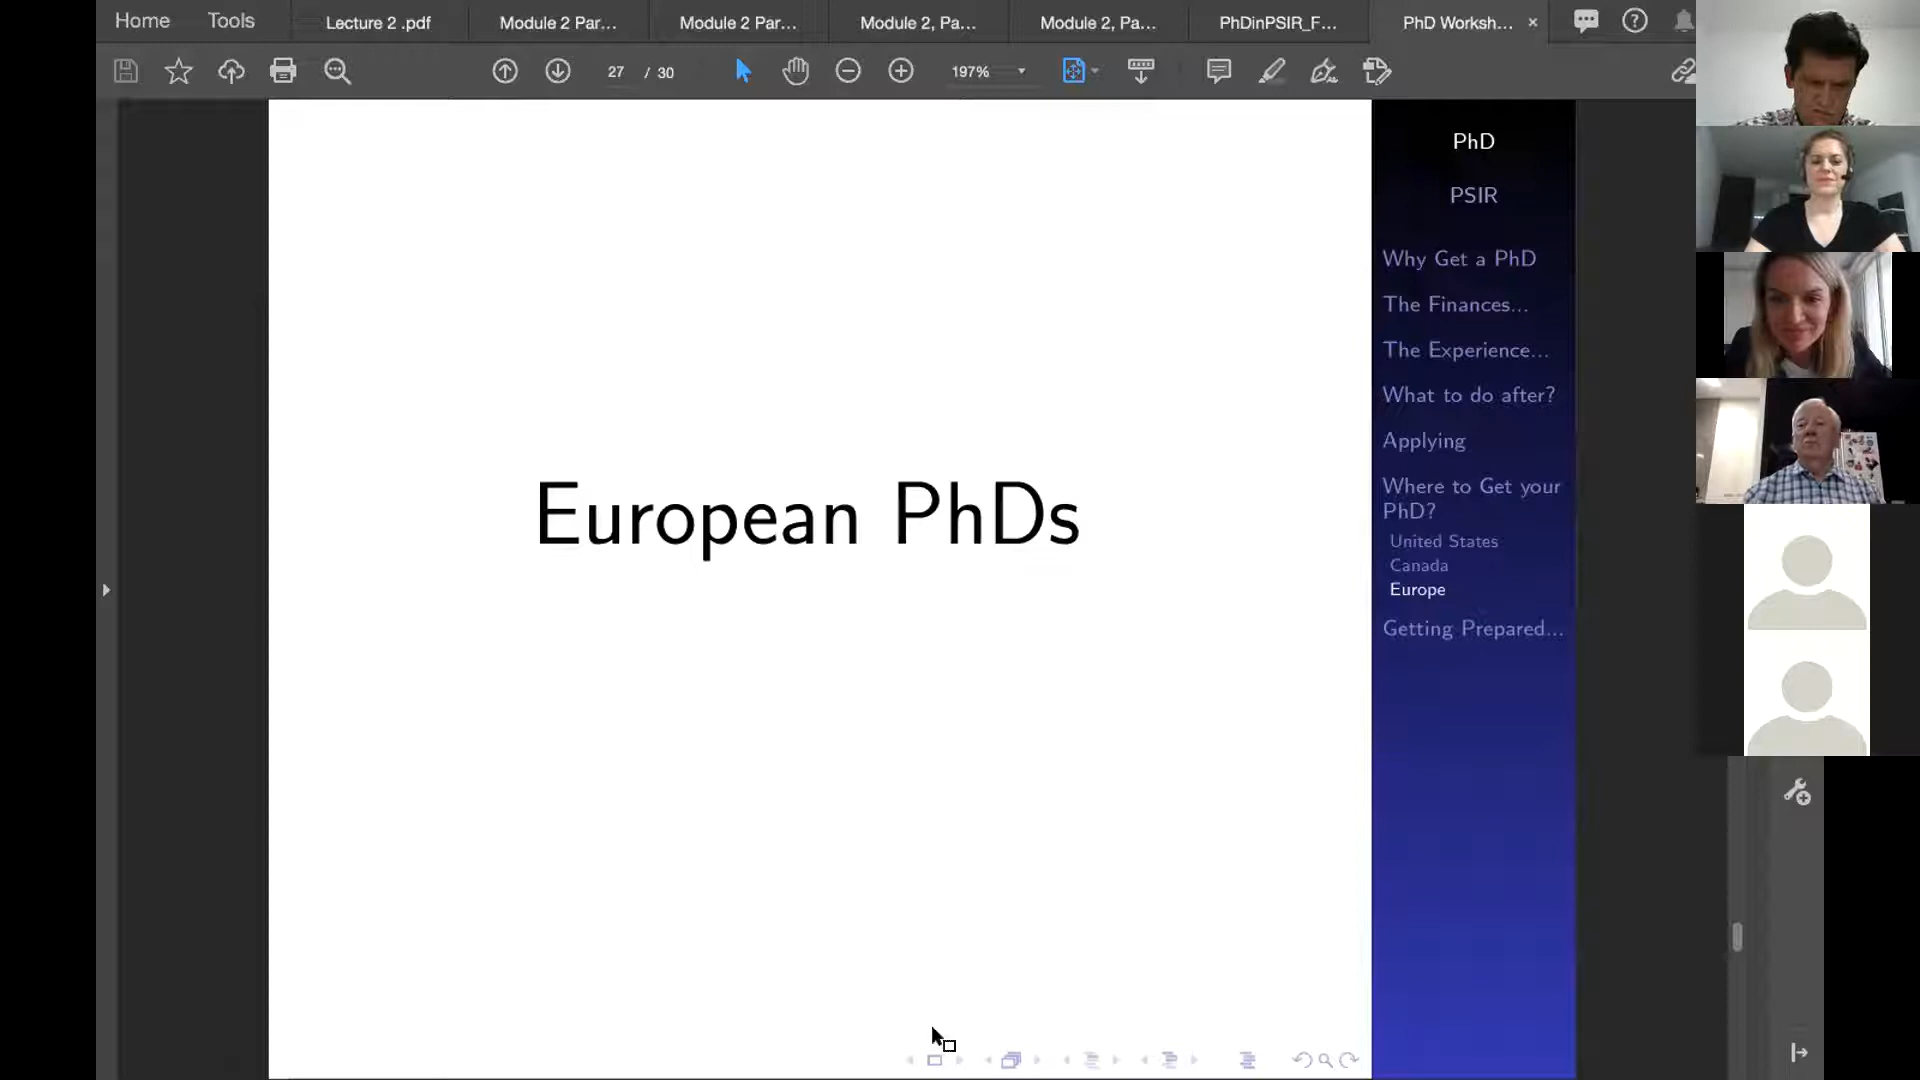 Home
Tools
Lecture 2 .pdf
Module 2 Par...
Module 2 Par...
Module 2, Pa...
Module 2, Pa...
PhDinPSIR_F...
PhD Worksh...
27 / 30
197%
PhD
PSIR
Why Get a PhD
The Finances...
The Experience...
What to do after?
Applying
Where to Get your
PhD?
United States
Canada
Europe
Getting Prepared...
European PhDs